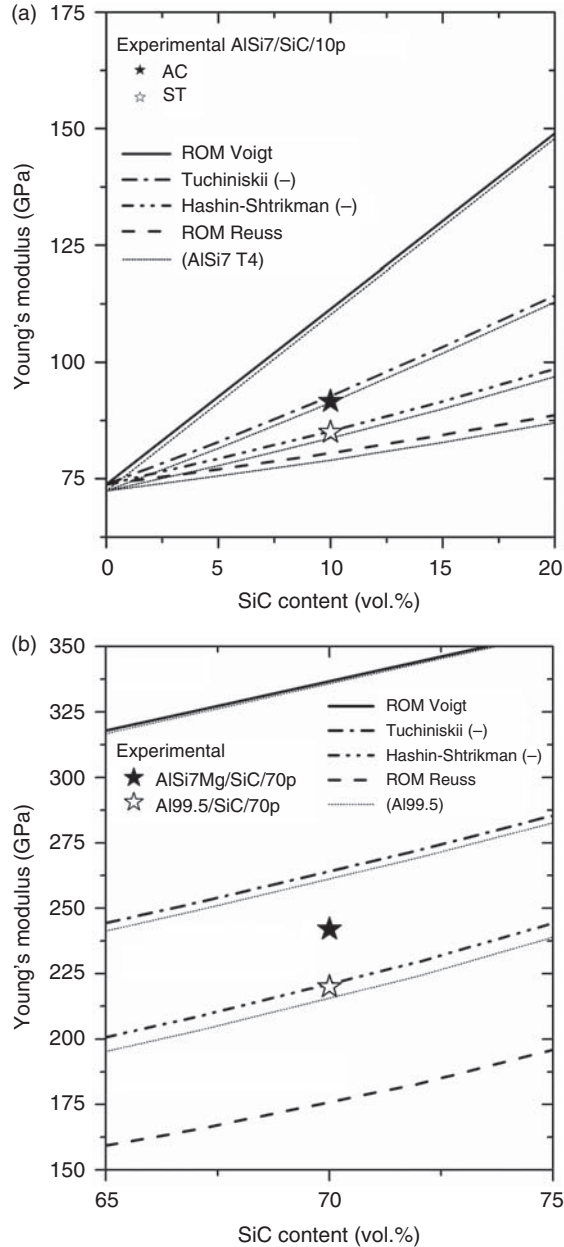 (a)
175
150
125
100
75
Young's modulus (GPa)
Experimental AlSi7/SiC/10p
AC
ST
ROM Voigt
Tuchiniskii (–)
Hashin-Shtrikman (–)
ROM Reuss
(AlSi7 T4)
0 5 10 15 20
SiC content (vol.%)
(b)
350
325
300
275
250
225
200
175
150
Young's modulus (GPa)
Experimental
AlSi7Mg/SiC/70p
Al99.5/SiC/70p
ROM Voigt
Tuchiniskii (–)
Hashin-Shtrikman (–)
ROM Reuss
(Al99.5)
65 70 75
SiC content (vol.%)